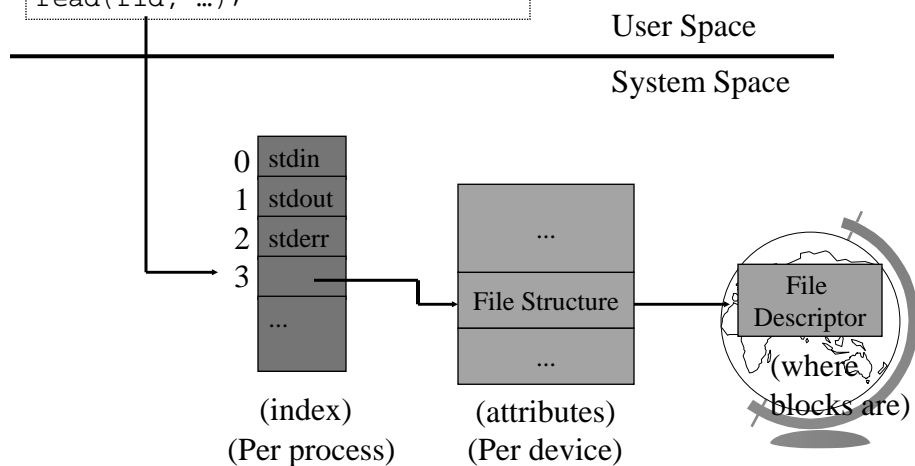 read(fid, …);
User Space
System Space
0 stdin
1 stdout
2 stderr
3
...
...
File Structure
...
File
Descriptor
(where
blocks are)
(index)
(Per process)
(attributes)
(Per device)